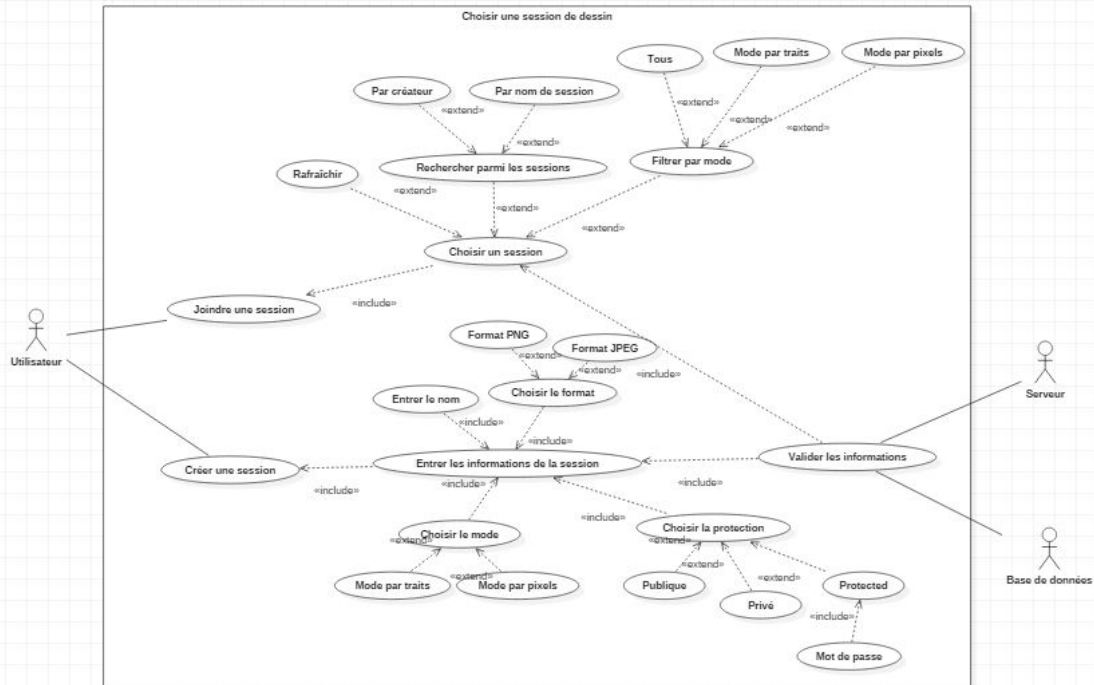 Choisir une session de dessin
Tous
Mode par traits
Mode par pixels
Par créateur
Par nom de session
«extend»
«extend»
«extend»
«extend»
«extend»
Rechercher parmi les sessions
Filtrer par mode
Rafraîchir
«extend»
«extend»
«extend»
Choisir un session
«include»
Joindre une session
Utilisateur
Format PNG
Format JPEG
«extend»
«extend»
«include»
Serveur
Choisir le format
Entrer le nom
«include»
«include»
Valider les informations
Entrer les informations de la session
Créer une session
«include»
«include»
«include»
«include»
Choisir la protection
Choisir le mode
«extend»
«extend»
«extend»
«extend»
«extend»
Base de données
Mode par traits
Mode par pixels
Publique
Privé
Protected
«include»
Mot de passe